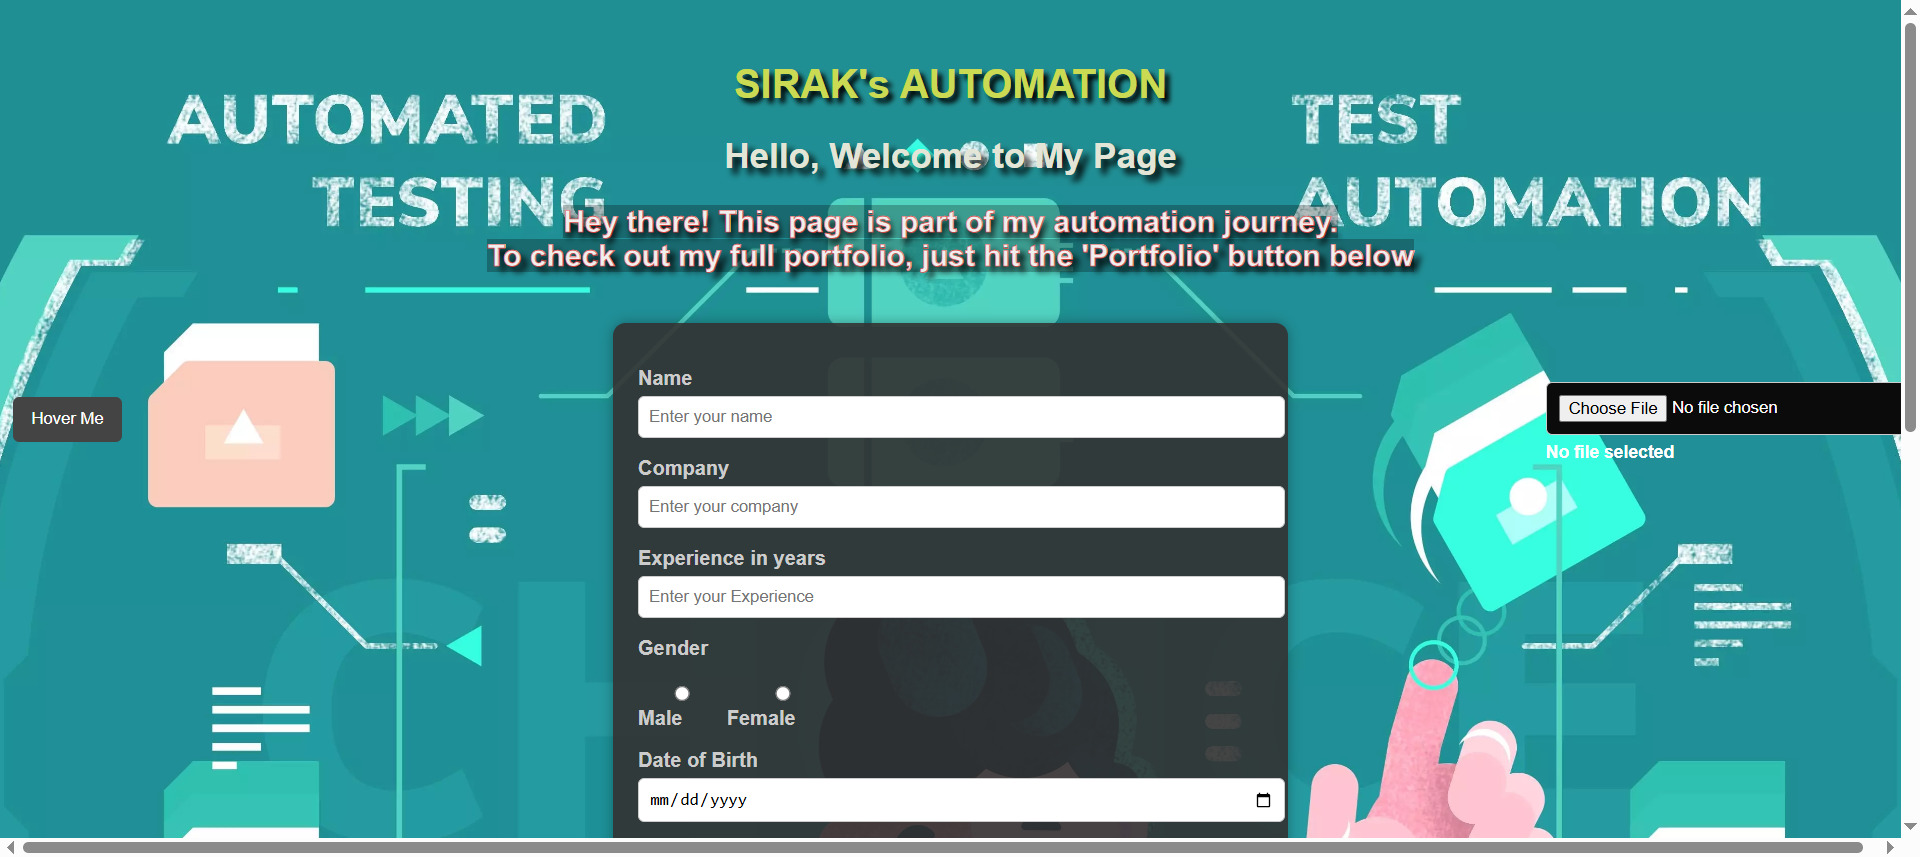 SIRAK's AUTOMATION
AUTOMATED
TESTING
TEST
AUTOMATION
Hello, Welcome to My Page
Hey there! This page is part of my automation journey.
To check out my full portfolio, just hit the 'Portfolio' button below
Hover Me
Name
Enter your name
Company
Enter your company
Experience in years
Enter your Experience
Gender
Male Female
Date of Birth
mm/dd/yyyy
Choose File No file chosen
No file selected